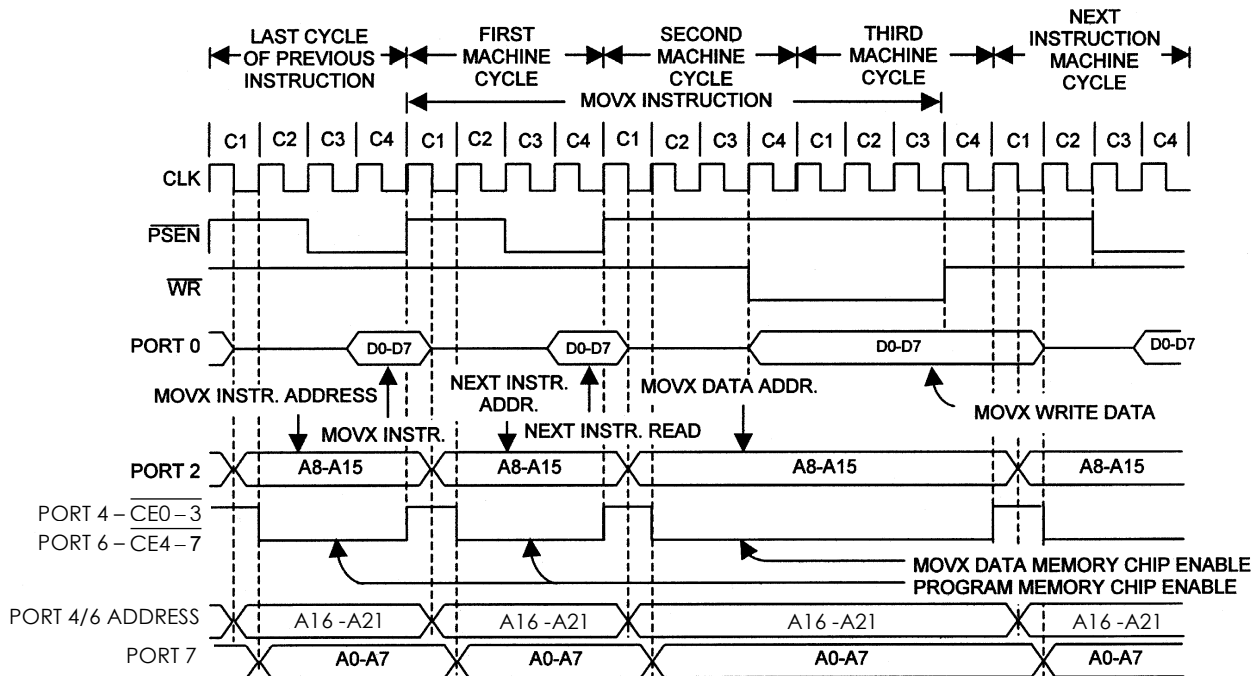 LAST CYCLE
OF PREVIOUS
INSTRUCTION
FIRST
MACHINE
CYCLE
SECOND
MACHINE
CYCLE
THIRD
MACHINE
CYCLE
NEXT
INSTRUCTION
MACHINE
CYCLE
MOVX INSTRUCTION
C1 C2 C3 C4 C1 C2 C3 C4 C1 C2 C3 C4 C1 C2 C3 C4 C1 C2 C3 C4
CLK
PSEN
WR
PORT 0 D0-D7 D0-D7 D0-D7 D0-D7
MOVX INSTR. ADDRESS
MOVX INSTR.
NEXT INSTR.
ADDR.
NEXT INSTR. READ
MOVX DATA ADDR.
MOVX WRITE DATA
PORT 2 A8-A15 A8-A15 A8-A15 A8-A15
PORT 4 – CE0 – 3
PORT 6 – CE4 – 7
MOVX DATA MEMORY CHIP ENABLE
PROGRAM MEMORY CHIP ENABLE
PORT 4/6 ADDRESS A16 -A21 A16 -A21 A16 -A21 A16 -A21
PORT 7 A0-A7 A0-A7 A0-A7 A0-A7